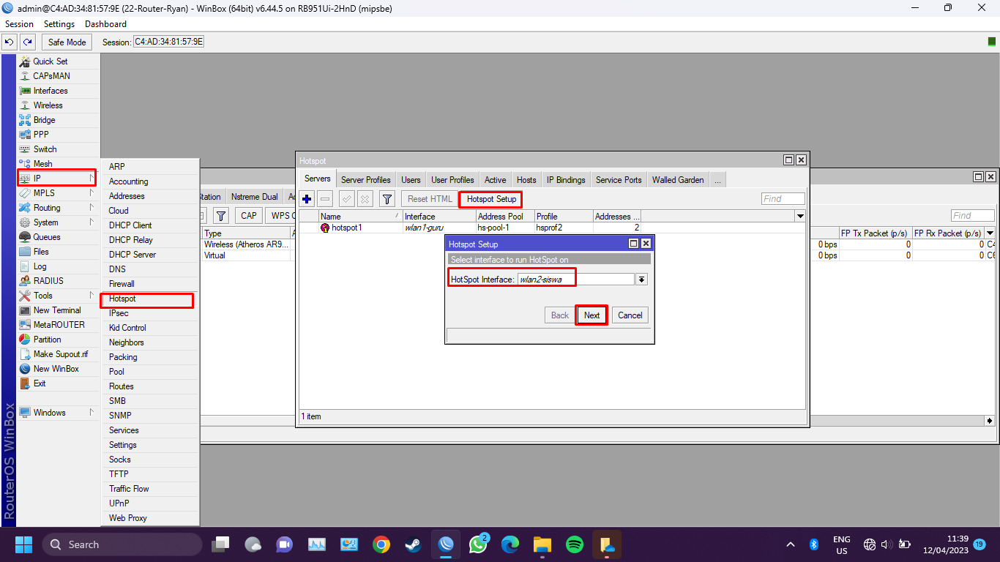 admin@C4:AD:34:81:57:9E (22-Router-Ryan) - WinBox (64bit) v6.44.5 on RB951Ui-2HnD (mipsbe)
Session Settings Dashboard
Safe Mode Session: C4:AD:34:81:57:9E
RouterOS WinBox
Quick Set
CAPsMAN
Interfaces
Wireless
Bridge
PPP
Switch
Mesh
IP
MPLS
Routing
System
Queues
Files
Log
RADIUS
Tools
New Terminal
MetaROUTER
Partition
Make Supout.rif
New WinBox
Exit
Windows
ARP
Accounting
Addresses
Cloud
DHCP Client
DHCP Relay
DHCP Server
DNS
Firewall
Hotspot
IPsec
Kid Control
Neighbors
Packing
Pool
Routes
SMB
SNMP
Services
Settings
Socks
TFTP
Traffic Flow
UPnP
Web Proxy
Station Nstreme Dual
CAP WPS
Find
Type FP Tx Packet (p/s) FP Rx Packet (p/s)
Wireless (Atheros AR9... 0 bps 0 0 C4
Virtual 0 bps 0 0 C6
Hotspot
Servers Server Profiles Users User Profiles Active Hosts IP Bindings Service Ports Walled Garden ...
Reset HTML Hotspot Setup Find
Name Interface Address Pool Profile Addresses ...
hotspot1 wlan1-guru hs-pool-1 hsprof2 2
1 item
Hotspot Setup
Select interface to run HotSpot on
HotSpot Interface: wlan2-siswa
Back Next Cancel
Search
2
ENG
US
11:39
12/04/2023
19